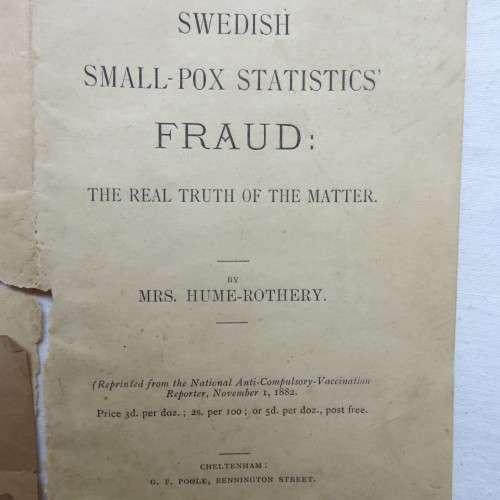 SWEDISH
SMALL-POX STATISTICS'
FRAUD:
THE REAL TRUTH OF THE MATTER.
BY
MRS. HUME-ROTHERY.
(Reprinted from the National Anti-Compulsory-Vaccination
Reporter, November 1, 1882.
Price 3d. per doz.; 2s. per 100; or 5d. per doz., post free.
CHELTENHAM:
G. F. POOLE, BENNINGTON STREET.